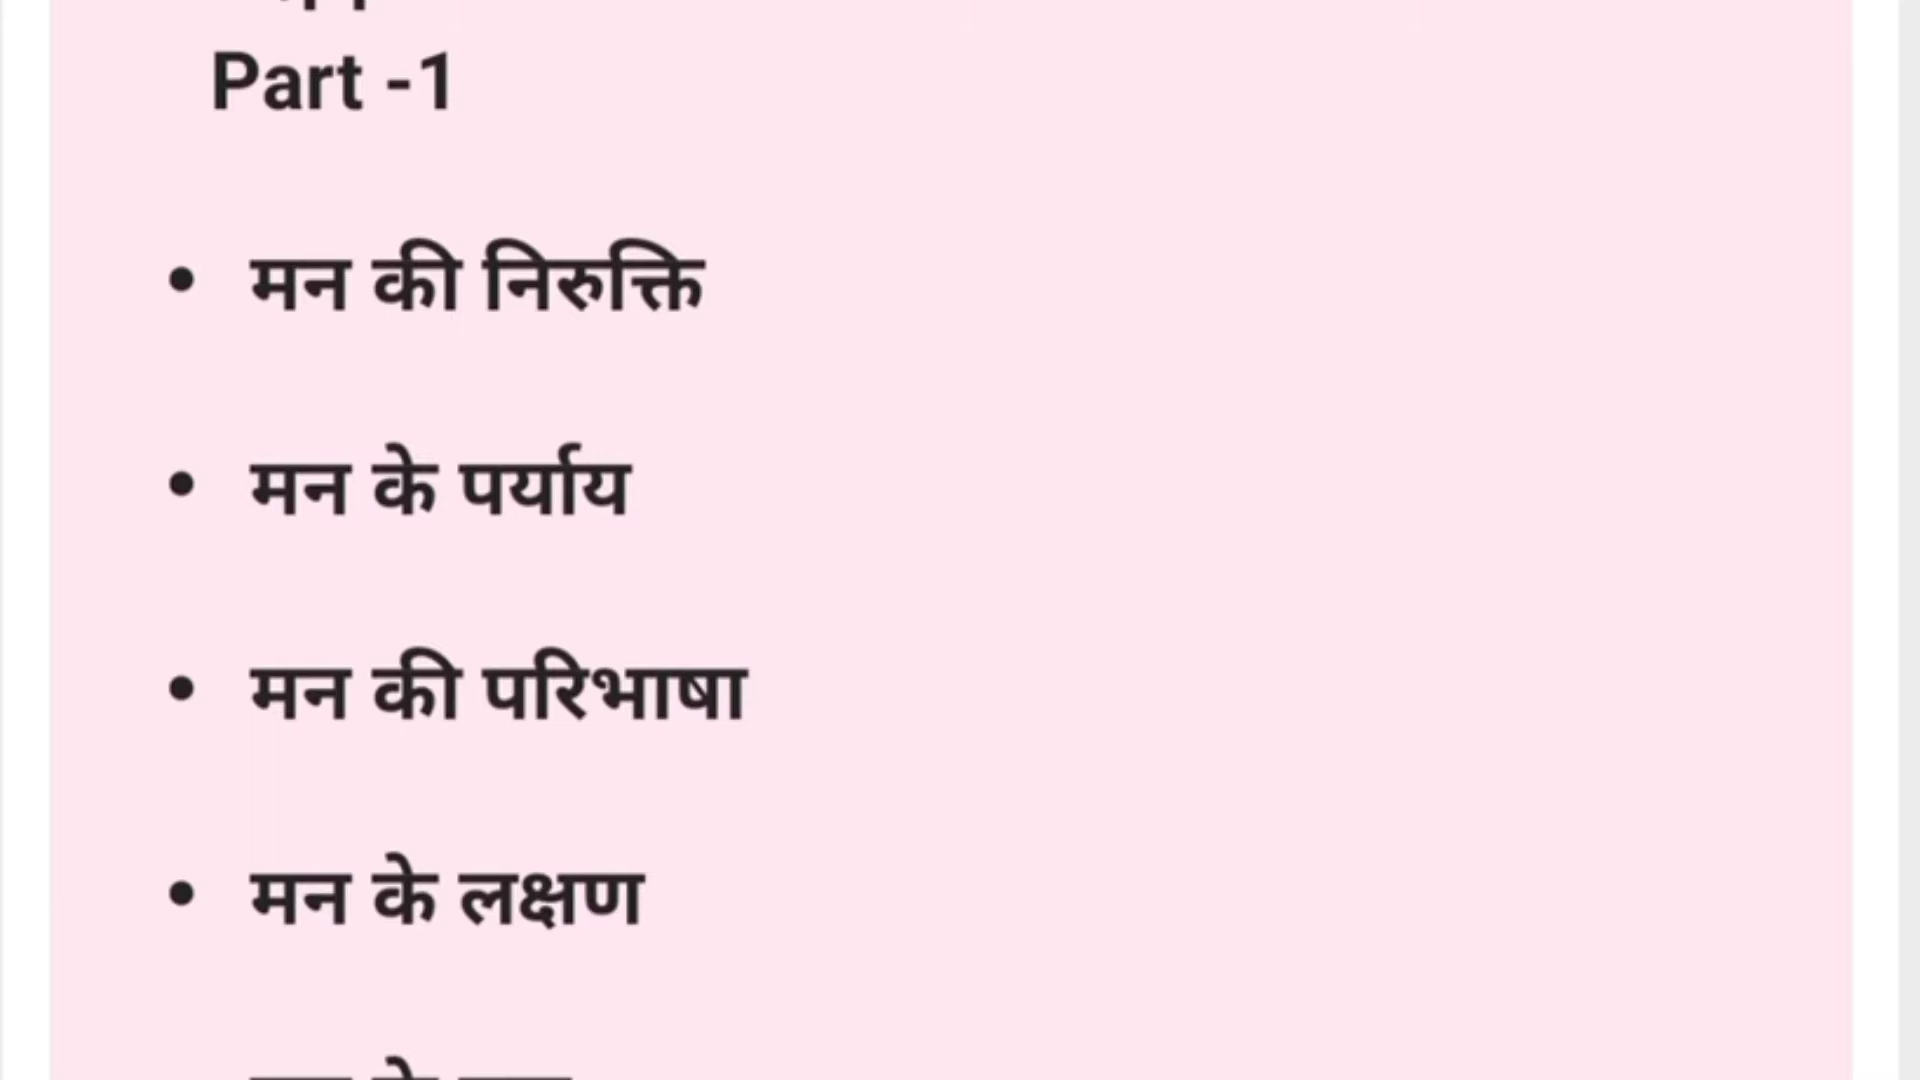 Part -1
• मन की निरुक्ति
• मन के पर्याय
• मन की परिभाषा
• मन के लक्षण